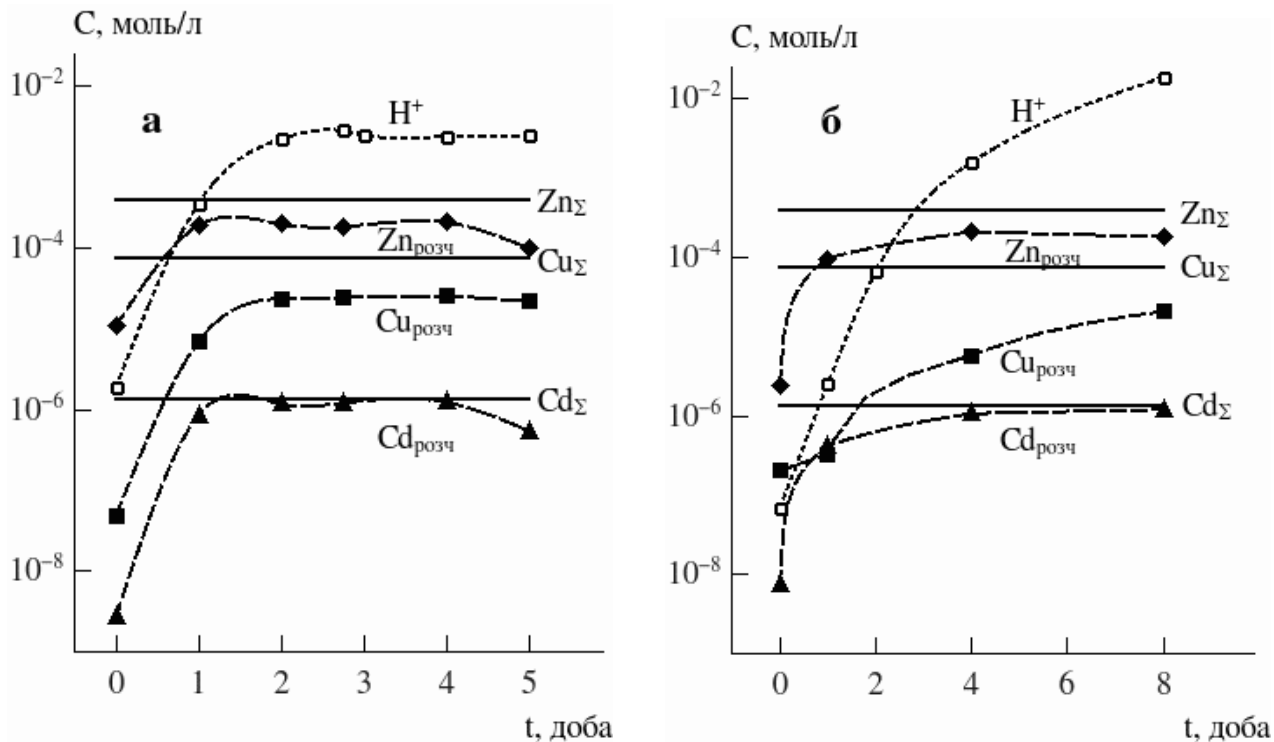 C, моль/л
10⁻²
а
H⁺
Zn_Σ
Zn_розч
10⁻⁴
Cu_Σ
Cu_розч
10⁻⁶
Cd_Σ
Cd_розч
10⁻⁸
0 1 2 3 4 5
t, доба
C, моль/л
10⁻²
б
H⁺
Zn_Σ
Zn_розч
10⁻⁴
Cu_Σ
Cu_розч
10⁻⁶
Cd_Σ
Cd_розч
10⁻⁸
0 2 4 6 8
t, доба